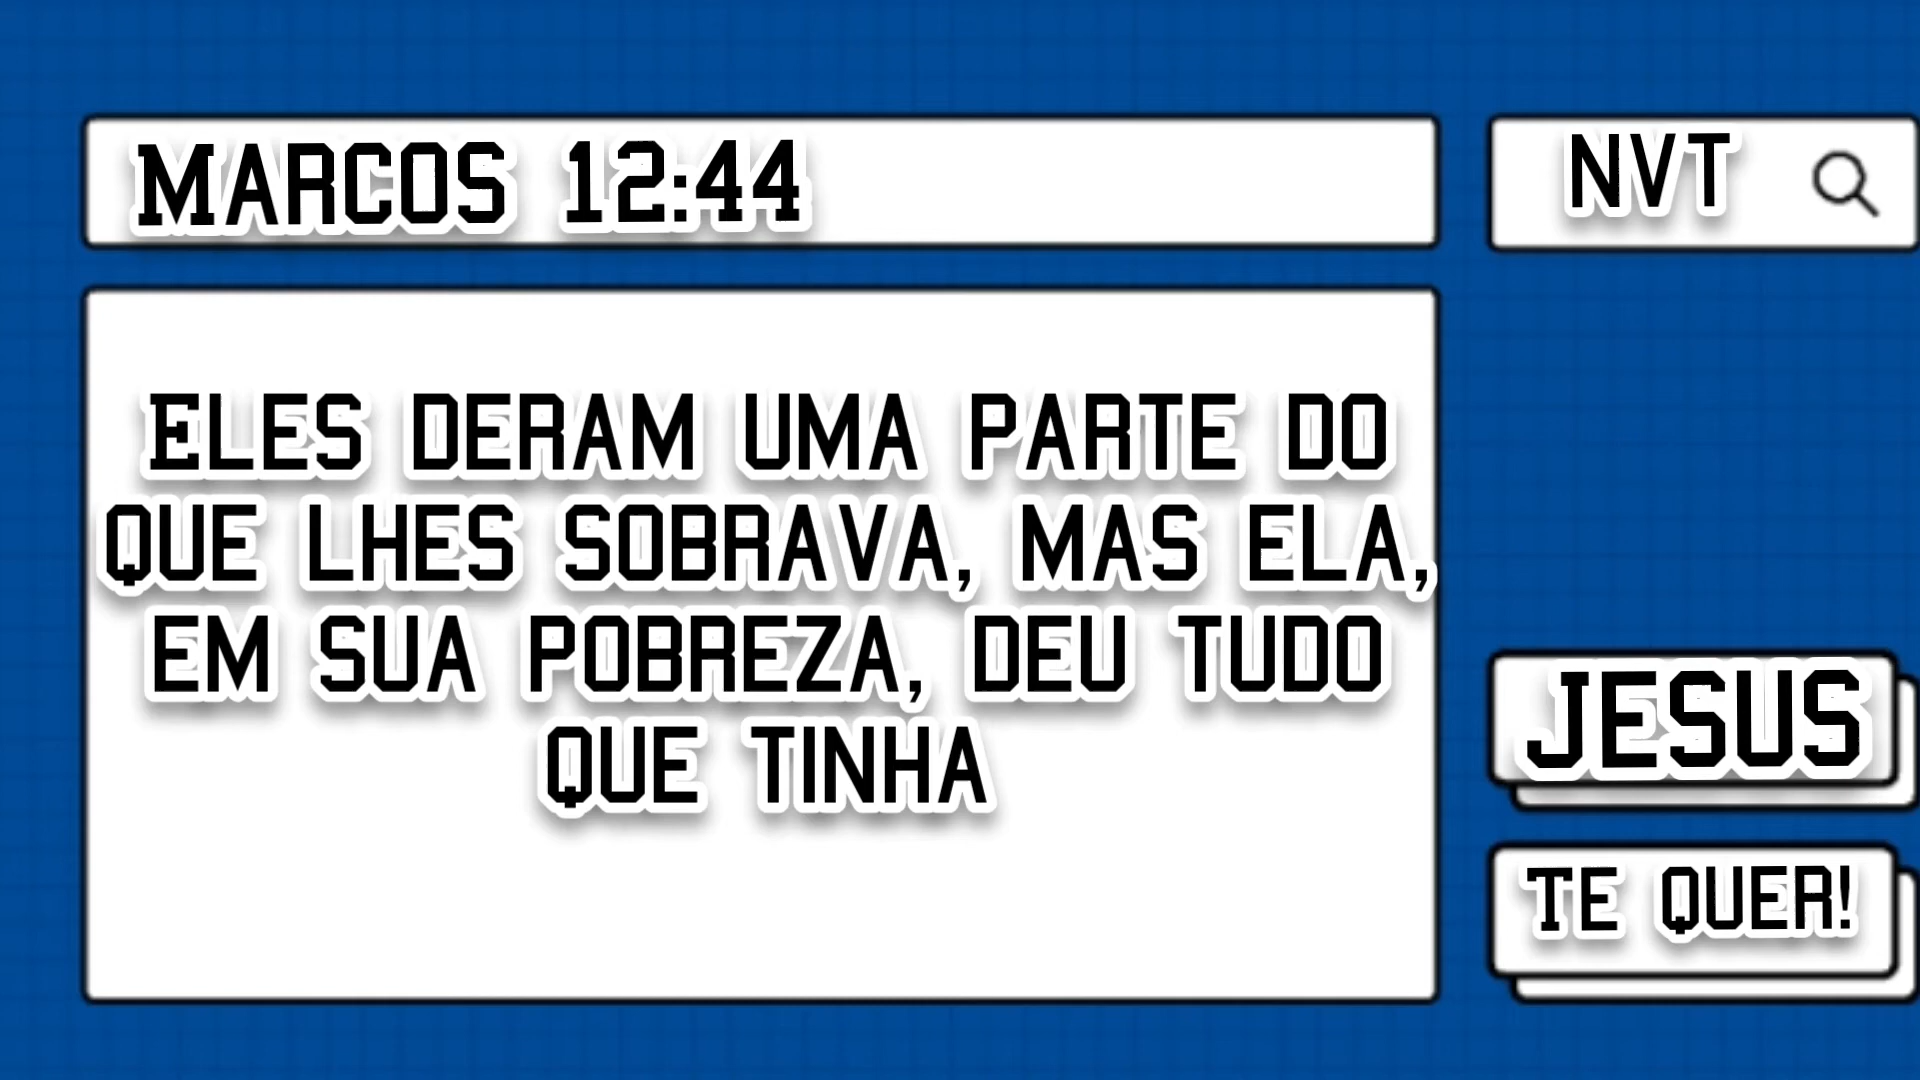 MARCOS 12:44
NVT
ELES DERAM UMA PARTE DO
QUE LHES SOBRAVA, MAS ELA,
EM SUA POBREZA, DEU TUDO
QUE TINHA
JESUS
TE QUER!